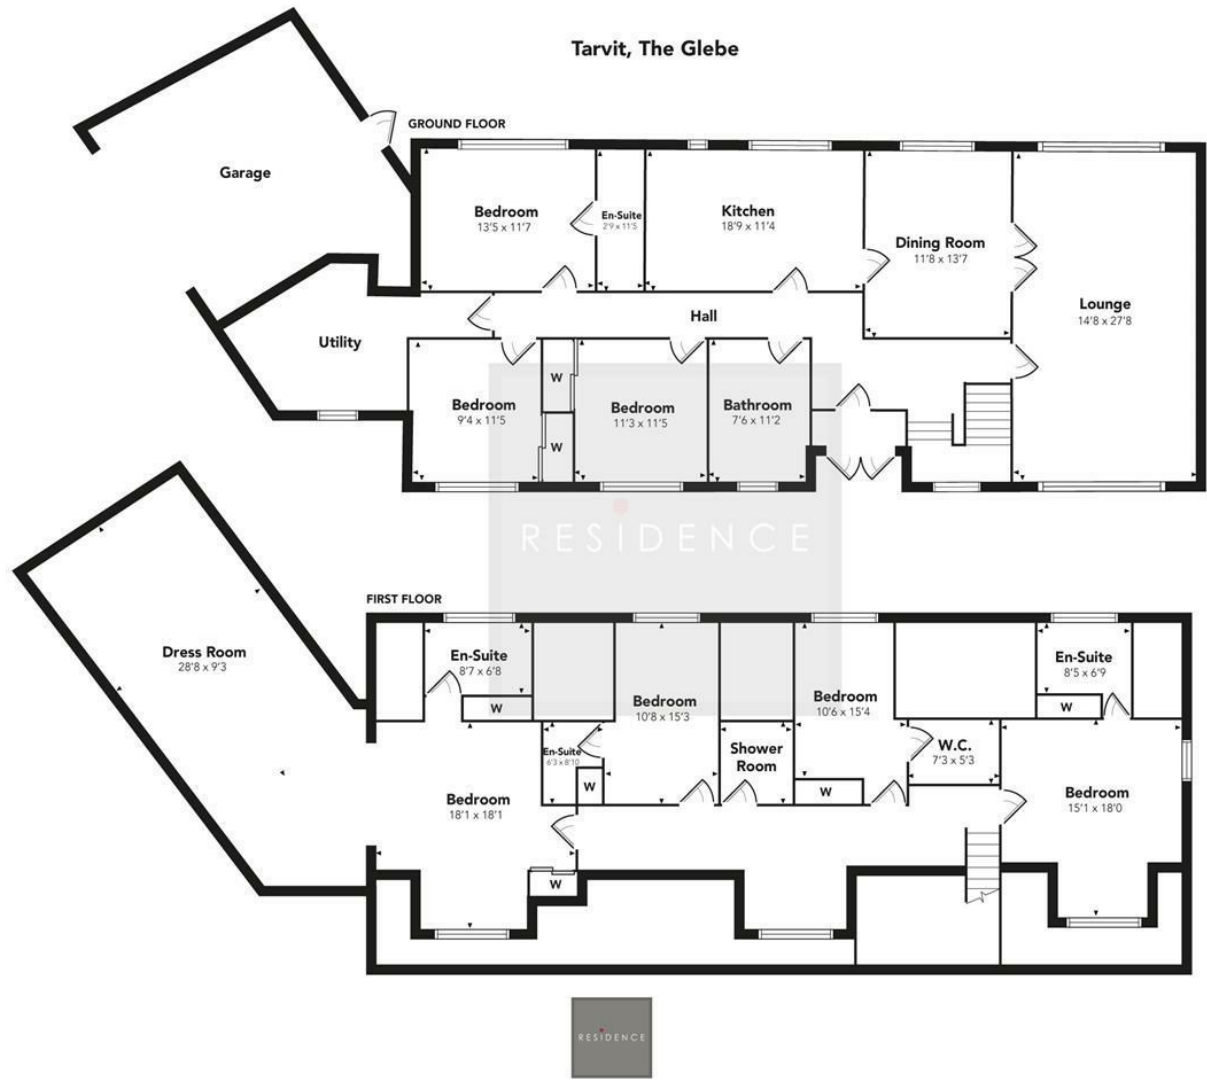 Tarvit, The Glebe
GROUND FLOOR
Garage
Bedroom
13'5 x 11'7
En-Suite
2'9 x 11'5
Kitchen
18'9 x 11'4
Dining Room
11'8 x 13'7
Lounge
14'8 x 27'8
Hall
Utility
Bedroom
9'4 x 11'5
W
W
Bedroom
11'3 x 11'5
Bathroom
7'6 x 11'2
RESIDENCE
FIRST FLOOR
Dress Room
28'8 x 9'3
En-Suite
8'7 x 6'8
W
Bedroom
18'1 x 18'1
W
En-Suite
6'3 x 8'10
W
Bedroom
10'8 x 15'3
Shower
Room
Bedroom
10'6 x 15'4
W
W.C.
7'3 x 5'3
En-Suite
8'5 x 6'9
W
Bedroom
15'1 x 18'0
RESIDENCE